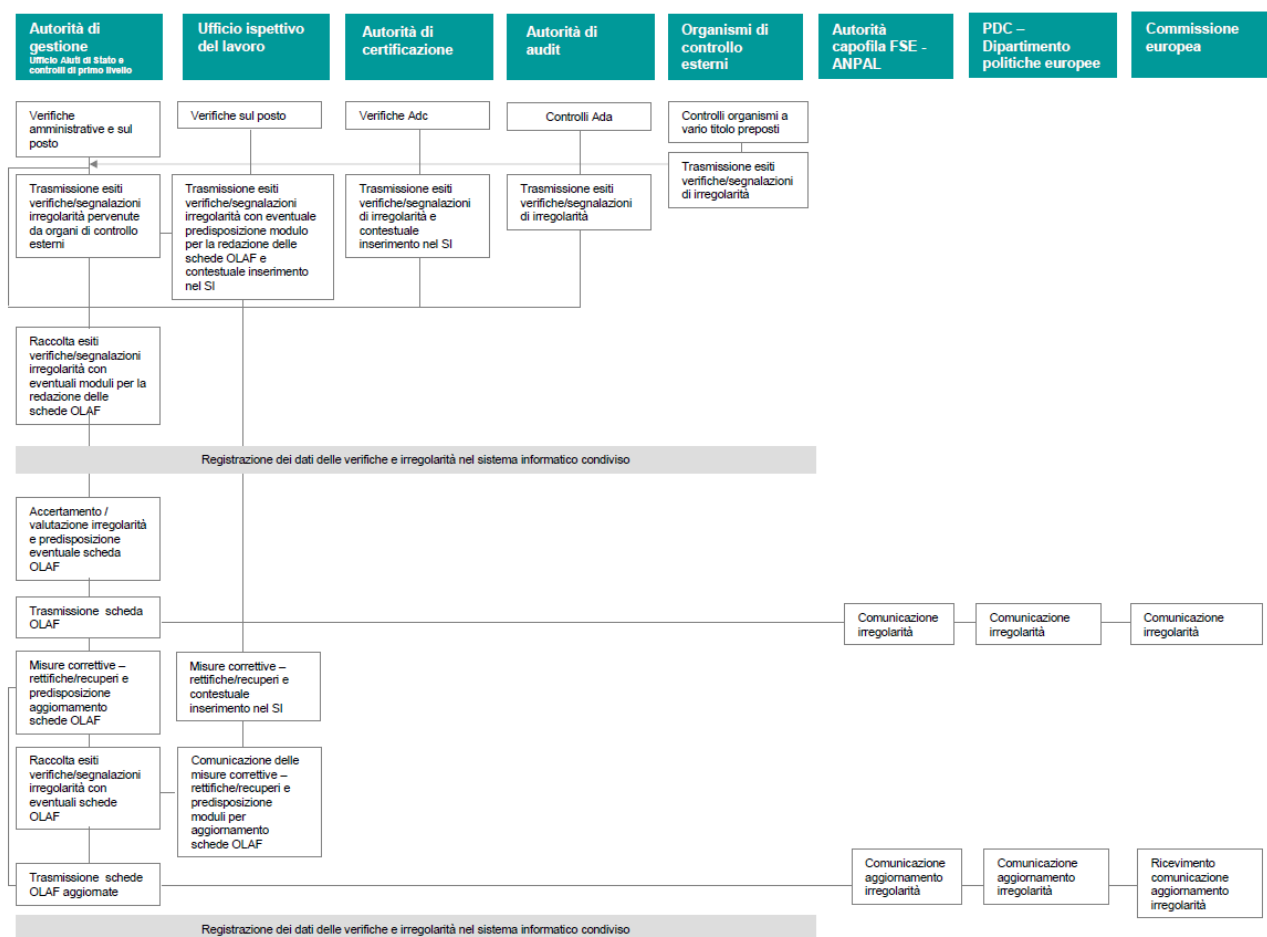 Autorità di
gestione
Ufficio Aiuti di Stato e
controlli di primo livello
Ufficio ispettivo
del lavoro
Autorità di
certificazione
Autorità di
audit
Organismi di
controllo
esterni
Autorità
capofila FSE -
ANPAL
PDC –
Dipartimento
politiche europee
Commissione
europea
Verifiche
amministrative e sul
posto
Verifiche sul posto
Verifiche Adc
Controlli Ada
Controlli organismi a
vario titolo preposti
Trasmissione esiti
verifiche/segnalazioni
irregolarità pervenute
da organi di controllo
esterni
Trasmissione esiti
verifiche/segnalazioni
irregolarità con eventuale
predisposizione modulo
per la redazione delle
schede OLAF e
contestuale inserimento
nel SI
Trasmissione esiti
verifiche/segnalazioni
di irregolarità e
contestuale
inserimento nel SI
Trasmissione esiti
verifiche/segnalazioni
di irregolarità
Trasmissione esiti
verifiche/segnalazioni
di irregolarità
Raccolta esiti
verifiche/segnalazioni
irregolarità con
eventuali moduli per la
redazione delle
schede OLAF
Registrazione dei dati delle verifiche e irregolarità nel sistema informatico condiviso
Accertamento /
valutazione irregolarità
e predisposizione
eventuale scheda
OLAF
Trasmissione scheda
OLAF
Comunicazione
irregolarità
Comunicazione
irregolarità
Comunicazione
irregolarità
Misure correttive –
rettifiche/recuperi e
predisposizione
aggiornamento
schede OLAF
Misure correttive –
rettifiche/recuperi e
contestuale
inserimento nel SI
Raccolta esiti
verifiche/segnalazioni
irregolarità con
eventuali schede
OLAF
Comunicazione delle
misure correttive –
rettifiche/recuperi e
predisposizione
moduli per
aggiornamento
schede OLAF
Trasmissione schede
OLAF aggiornate
Comunicazione
aggiornamento
irregolarità
Comunicazione
aggiornamento
irregolarità
Ricevimento
comunicazione
aggiornamento
irregolarità
Registrazione dei dati delle verifiche e irregolarità nel sistema informatico condiviso